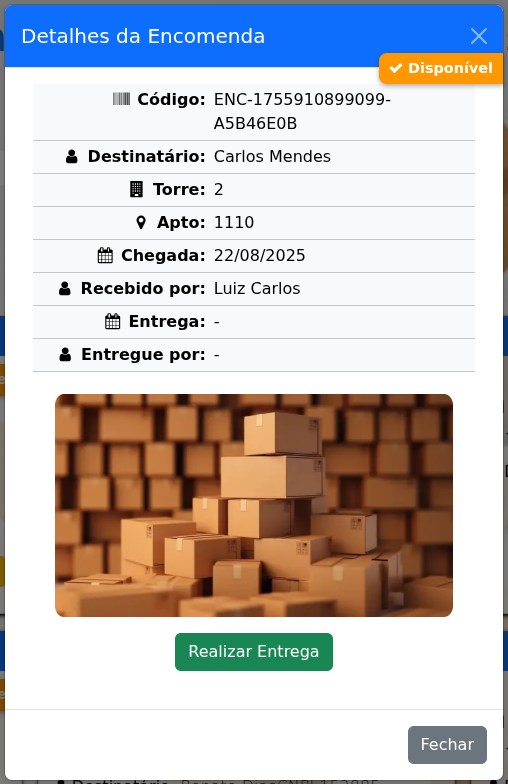 Detalhes da Encomenda
Disponível
Código: ENC-1755910899099-
A5B46E0B
Destinatário: Carlos Mendes
Torre: 2
Apto: 1110
Chegada: 22/08/2025
Recebido por: Luiz Carlos
Entrega: -
Entregue por: -
Realizar Entrega
Fechar